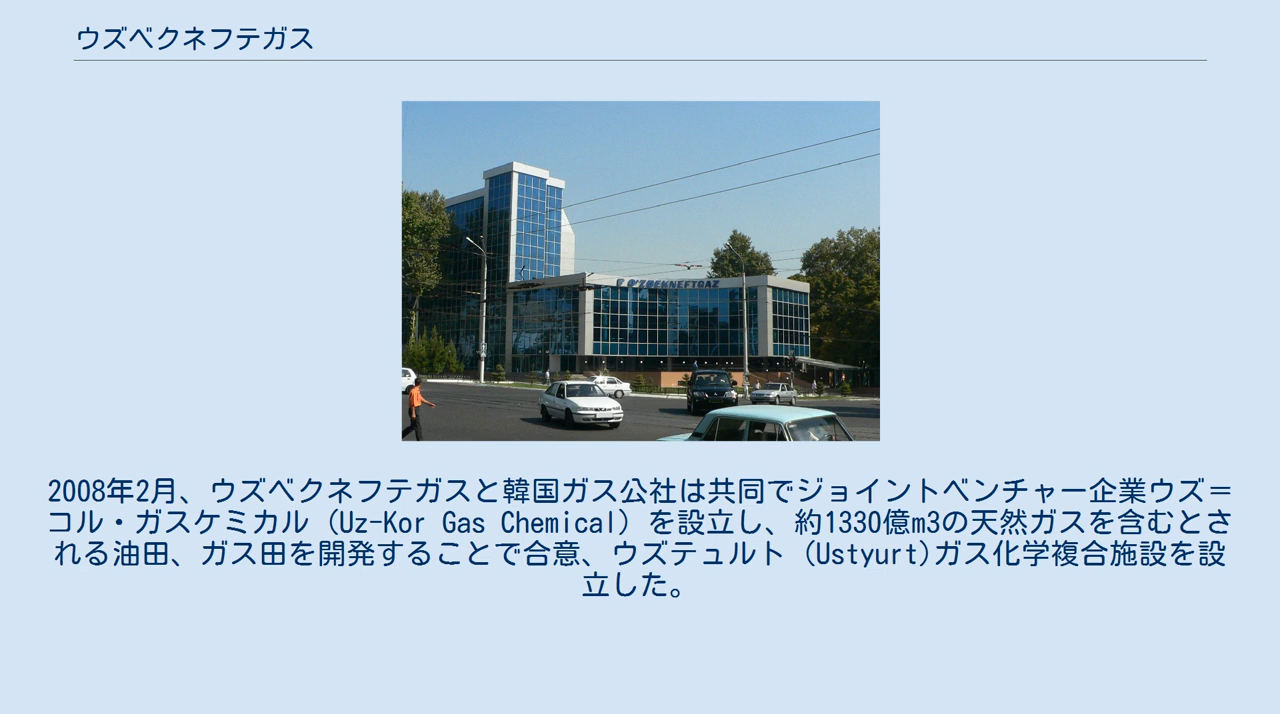 ウズベクネフテガス
O'ZBEKNEFTGAZ
2008年2月、ウズベクネフテガスと韓国ガス公社は共同でジョイントベンチャー企業ウズ＝
コル・ガスケミカル（Uz-Kor Gas Chemical）を設立し、約1330億m3の天然ガスを含むとさ
れる油田、ガス田を開発することで合意、ウズテュルト（Ustyurt)ガス化学複合施設を設
立した。